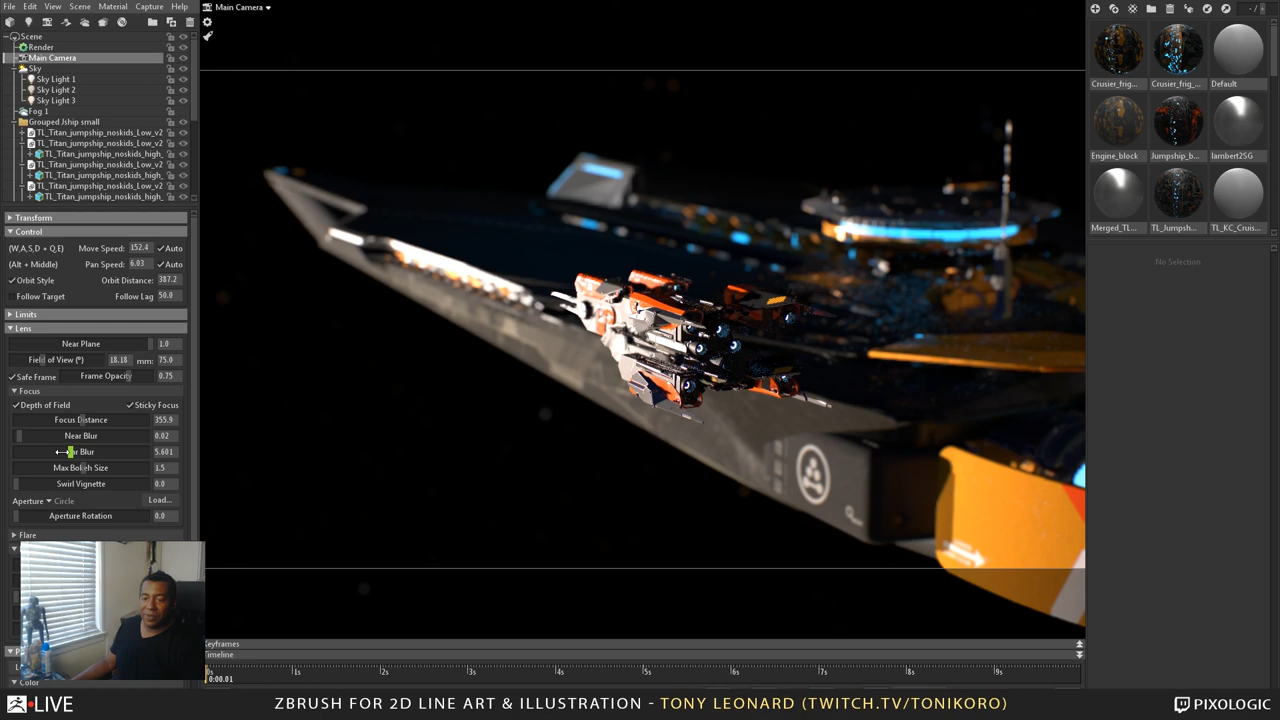 File Edit View Scene Material Capture Help
Main Camera
Scene
Render
Main Camera
Sky
Sky Light 1
Sky Light 2
Sky Light 3
Fog 1
Grouped Jship small
TL_Titan_jumpship_noskids_Low_v2
TL_Titan_jumpship_noskids_Low_v2
TL_Titan_jumpship_noskids_high_
TL_Titan_jumpship_noskids_Low_v2
TL_Titan_jumpship_noskids_high_
TL_Titan_jumpship_noskids_Low_v2
TL_Titan_jumpship_noskids_high_
Transform
Control
(W,A,S,D + Q,E) Move Speed: 152.4 Auto
(Alt + Middle) Pan Speed: 6.03 Auto
Orbit Style Orbit Distance: 387.2
Follow Target Follow Lag 50.0
Limits
Lens
Near Plane 1.0
Field of View (°) 18.18 mm: 75.0
Safe Frame Frame Opacity 0.75
Focus
Depth of Field Sticky Focus
Focus Distance 355.9
Near Blur 0.02
Blur 5.601
Max Bokeh Size 1.5
Swirl Vignette 0.0
Aperture Circle Load...
Aperture Rotation 0.0
Flare
Color
Crusier_frig... Crusier_frig_... Default
Engine_block Jumpship_b... lambert2SG
Merged_TL... TL_Jumpsh... TL_KC_Cruis...
No Selection
Keyframes
Timeline
1s 2s 3s 4s 5s 6s 7s 8s 9s
0:00.01
LIVE
ZBRUSH FOR 2D LINE ART & ILLUSTRATION - TONY LEONARD (TWITCH.TV/TONIKORO)
PIXOLOGIC